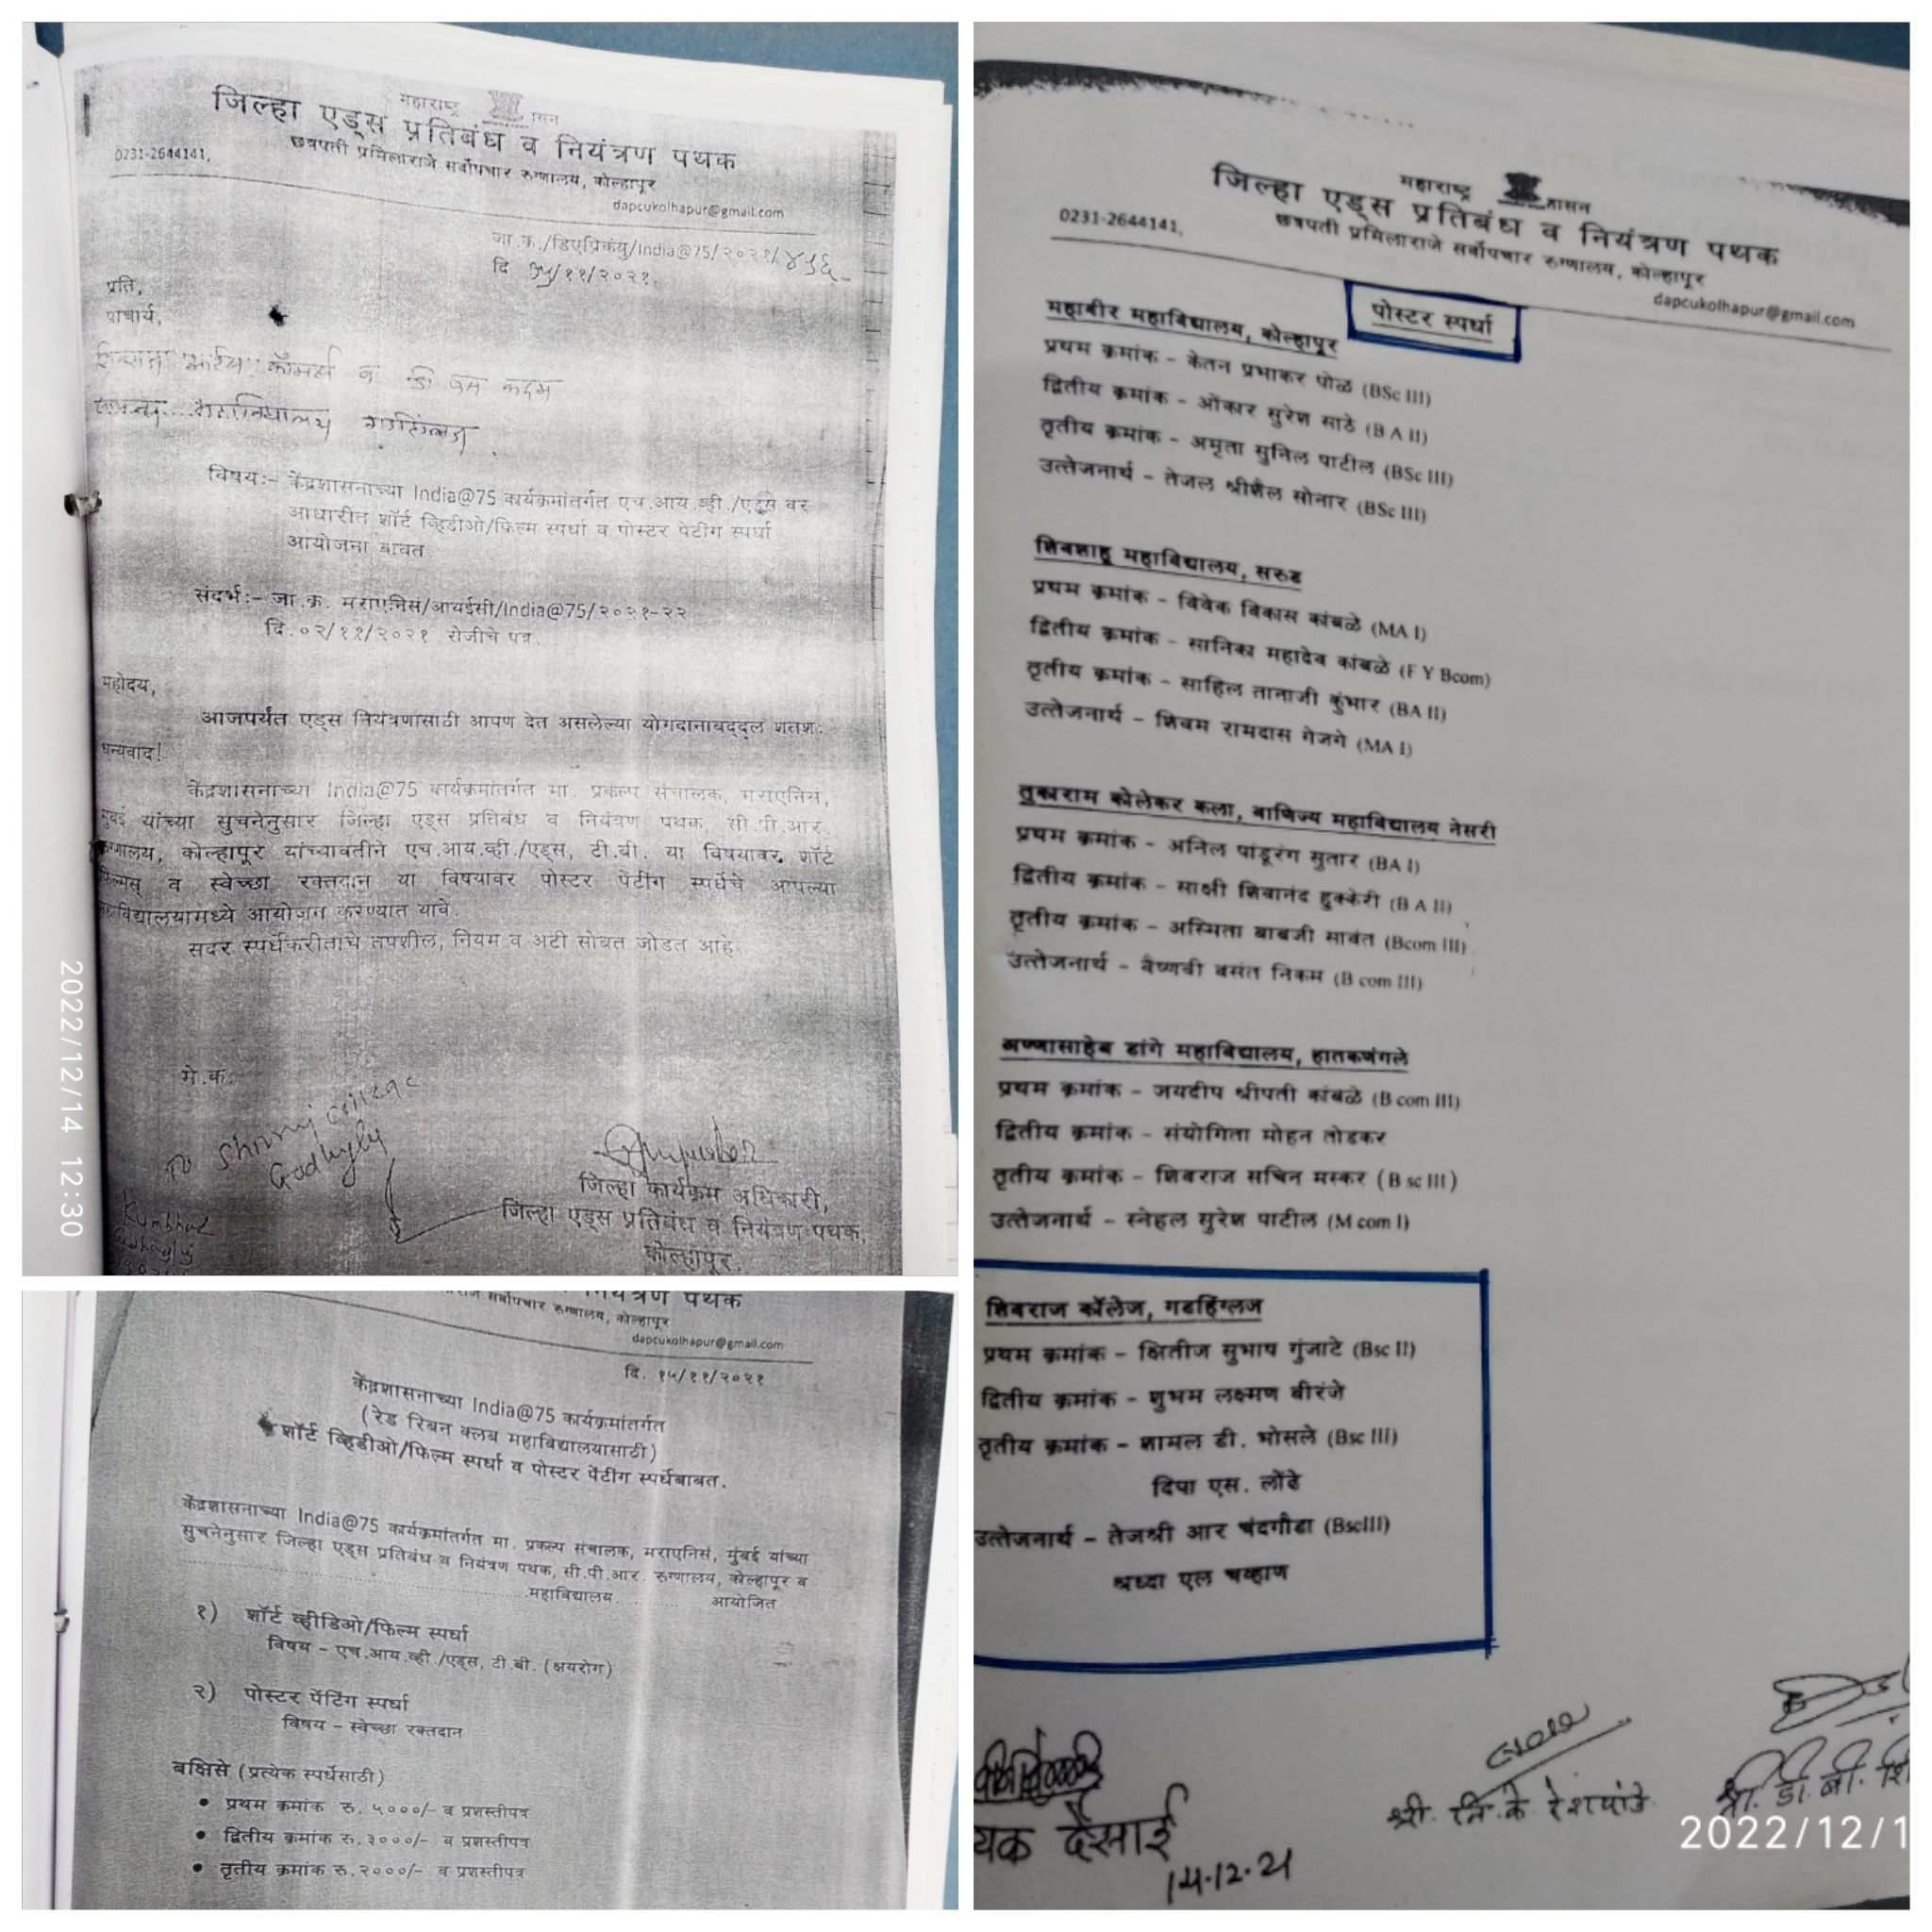 महाराष्ट्र
जिल्हा एड्स प्रतिबंध व नियंत्रण पथक
छत्रपती प्रमिलाराजे सर्वोपचार रुग्णालय, कोल्हापूर
0231-2644141,
dapcukolhapur@gmail.com
जा.क्र./डिएप्रिकंयु/India@75/२०२१/४५६
दि १५/११/२०२१.
प्रति,
प्राचार्य,
कॉमर्स व डी एस कदम
महाविद्यालय गडहिंग्लज
विषय:- केंद्रशासनाच्या India@75 कार्यक्रमांतर्गत एच.आय.व्ही./एड्स वर
आधारीत शॉर्ट व्हिडीओ/फिल्म स्पर्धा व पोस्टर पेंटींग स्पर्धा
आयोजना बाबत
संदर्भ:- जा.क्र. मराएनिसं/आयईसी/India@75/२०२१-२२
दि.०२/११/२०२१ रोजीचे पत्र.
महोदय,
आजपर्यंत एड्स नियंत्रणासाठी आपण देत असलेल्या योगदानाबद्दल शतश:
धन्यवाद!
केंद्रशासनाच्या India@75 कार्यक्रमांतर्गत मा. प्रकल्प संचालक, मराएनिसं,
मुंबई यांच्या सुचनेनुसार जिल्हा एड्स प्रतिबंध व नियंत्रण पथक, सी.पी.आर.
रुग्णालय, कोल्हापूर यांच्यावतीने एच.आय.व्ही./एड्स, टी.बी. या विषयावर शॉर्ट
फिल्मस् व स्वेच्छा रक्तदान या विषयावर पोस्टर पेंटींग स्पर्धेचे आपल्या
महाविद्यालयामध्ये आयोजन करण्यात यावे.
सदर स्पर्धेकरीताचे तपशील, नियम व अटी सोबत जोडत आहे.
मे.क.
To Shivraj College
Gadhinglaj
जिल्हा कार्यक्रम अधिकारी,
जिल्हा एड्स प्रतिबंध व नियंत्रण पथक,
कोल्हापूर.
2022/12/14 12:30
नियंत्रण पथक
सर्वोपचार रुग्णालय, कोल्हापूर
dapcukolhapur@gmail.com
दि. १५/११/२०२१
केंद्रशासनाच्या India@75 कार्यक्रमांतर्गत
(रेड रिबन क्लब महाविद्यालयासाठी)
शॉर्ट व्हिडीओ/फिल्म स्पर्धा व पोस्टर पेंटींग स्पर्धेबाबत.
केंद्रशासनाच्या India@75 कार्यक्रमांतर्गत मा. प्रकल्प संचालक, मराएनिसं, मुंबई यांच्या
सुचनेनुसार जिल्हा एड्स प्रतिबंध व नियंत्रण पथक, सी.पी.आर. रुग्णालय, कोल्हापूर व
महाविद्यालय आयोजित
१) शॉर्ट व्हीडिओ/फिल्म स्पर्धा
विषय – एच.आय.व्ही./एड्स, टी.बी. (क्षयरोग)
२) पोस्टर पेंटिंग स्पर्धा
विषय – स्वेच्छा रक्तदान
बक्षिसे (प्रत्येक स्पर्धेसाठी)
• प्रथम क्रमांक रु. ५०००/- व प्रशस्तीपत्र
• द्वितीय क्रमांक रु.३०००/- व प्रशस्तीपत्र
• तृतीय क्रमांक रु.२०००/- व प्रशस्तीपत्र
महाराष्ट्र शासन
जिल्हा एड्स प्रतिबंध व नियंत्रण पथक
छत्रपती प्रमिलाराजे सर्वोपचार रुग्णालय, कोल्हापूर
0231-2644141,
dapcukolhapur@gmail.com
पोस्टर स्पर्धा
महावीर महाविद्यालय, कोल्हापूर
प्रथम क्रमांक – केतन प्रभाकर पोळ (BSc III)
द्वितीय क्रमांक – ओंकार सुरेश साठे (B A II)
तृतीय क्रमांक – अमृता सुनिल पाटील (BSc III)
उत्तेजनार्थ – तेजल श्रीशैल सोनार (BSc III)
शिवशाहू महाविद्यालय, सरुड
प्रथम क्रमांक – विवेक विकास कांबळे (MA I)
द्वितीय क्रमांक – सानिका महादेव कांबळे (F Y Bcom)
तृतीय क्रमांक – साहिल तानाजी कुंभार (BA II)
उत्तेजनार्थ – शिवम रामदास गेजगे (MA I)
तुकाराम कोलेकर कला, वाणिज्य महाविद्यालय नेसरी
प्रथम क्रमांक – अनिल पांडूरंग सुतार (BA I)
द्वितीय क्रमांक – साक्षी शिवानंद हुक्केरी (B A II)
तृतीय क्रमांक – अस्मिता बाबजी सावंत (Bcom III)
उत्तेजनार्थ – वैष्णवी वसंत निकम (B com III)
अण्णासाहेब डांगे महाविद्यालय, हातकणंगले
प्रथम क्रमांक – जयदीप श्रीपती कांबळे (B com III)
द्वितीय क्रमांक – संयोगिता मोहन तोडकर
तृतीय क्रमांक – शिवराज सचिन मस्कर (B sc III)
उत्तेजनार्थ – स्नेहल सुरेश पाटील (M com I)
शिवराज कॉलेज, गडहिंग्लज
प्रथम क्रमांक – क्षितीज सुभाष गुंजाटे (Bsc II)
द्वितीय क्रमांक – शुभम लक्ष्मण बीरंजे
तृतीय क्रमांक – शामल डी. भोसले (Bsc III)
दिपा एस. लोंढे
उत्तेजनार्थ – तेजश्री आर चंदगीडा (BscIII)
श्रध्दा एल चव्हाण
यक देसाई
14.12.21
श्री. नि.के देशपांडे
श्री. डी. बी. शि
2022/12/1